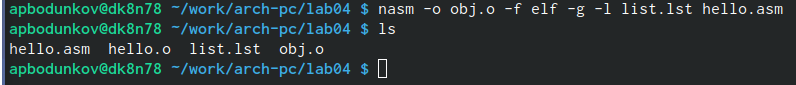 apbodunkov@dk8n78 ~/work/arch-pc/lab04 $ nasm -o obj.o -f elf -g -l list.lst hello.asm
apbodunkov@dk8n78 ~/work/arch-pc/lab04 $ ls
hello.asm  hello.o  list.lst  obj.o
apbodunkov@dk8n78 ~/work/arch-pc/lab04 $